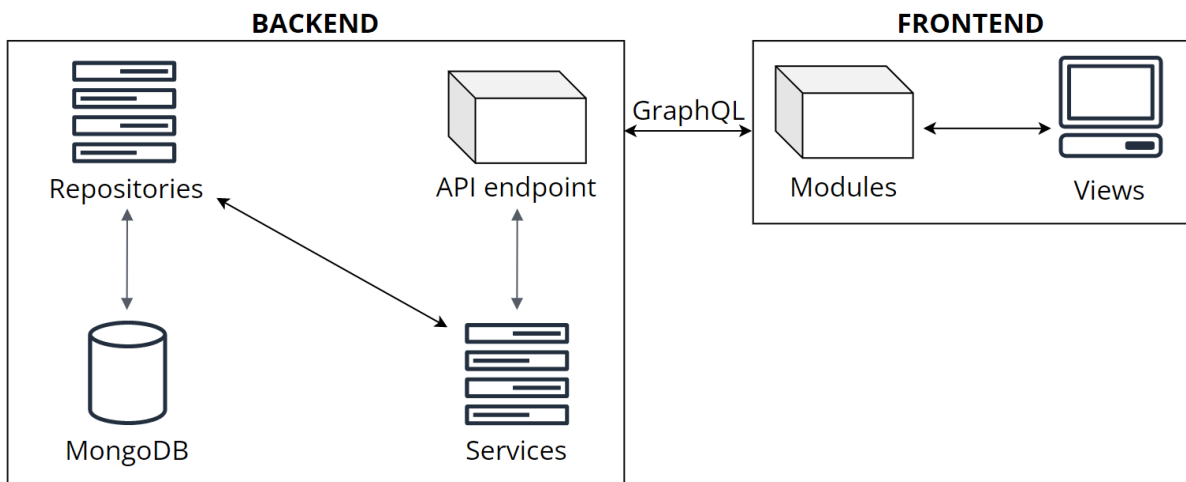 BACKEND
FRONTEND
Repositories
API endpoint
GraphQL
Modules
Views
MongoDB
Services